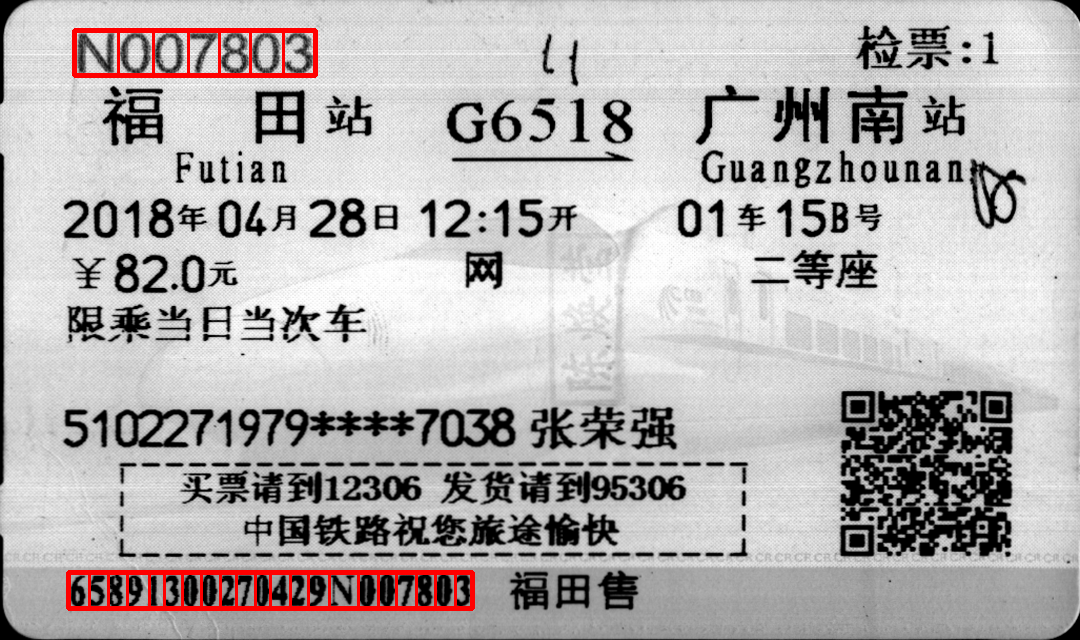 N007803 检票:1
福田站 G6518 广州南站
Futian Guangzhounan
2018年04月28日 12:15开 01车15B号
￥82.0元 网 二等座
限乘当日当次车
5102271979****7038 张荣强
买票请到12306 发货请到95306
中国铁路祝您旅途愉快
65891300270429N007803 福田售